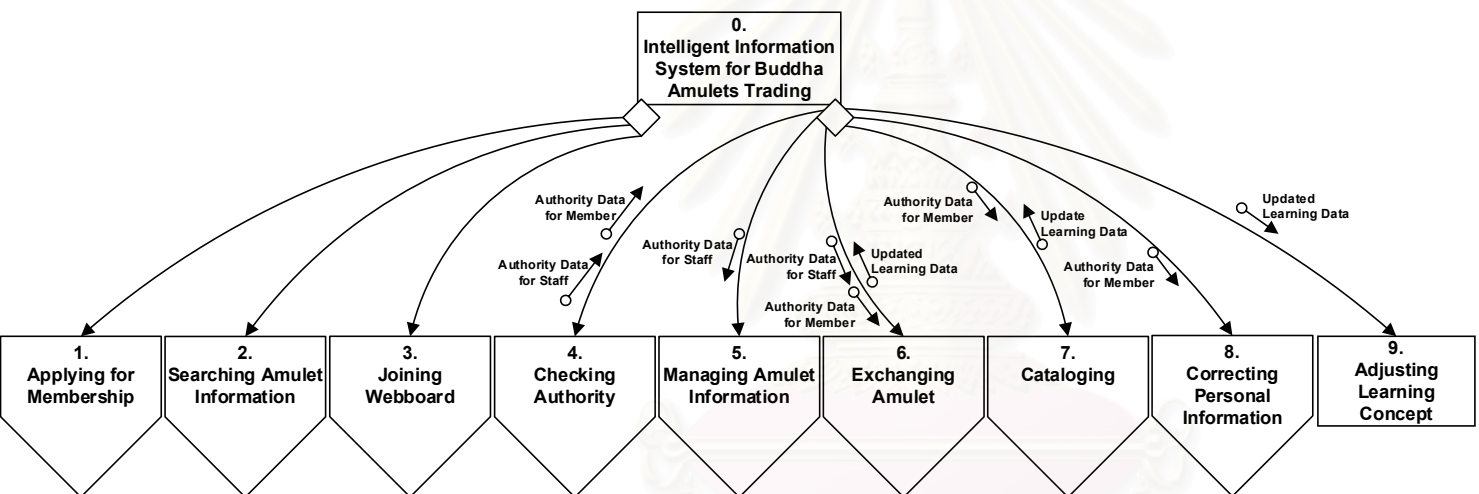 0.
Intelligent Information
System for Buddha
Amulets Trading
Authority Data
for Member
Authority Data
for Staff
Authority Data
for Staff
Authority Data
for Staff
Authority Data
for Member
Updated
Learning Data
Authority Data
for Member
Update
Learning Data
Authority Data
for Member
Updated
Learning Data
1.
Applying for
Membership
2.
Searching Amulet
Information
3.
Joining
Webboard
4.
Checking
Authority
5.
Managing Amulet
Information
6.
Exchanging
Amulet
7.
Cataloging
8.
Correcting
Personal
Information
9.
Adjusting
Learning
Concept